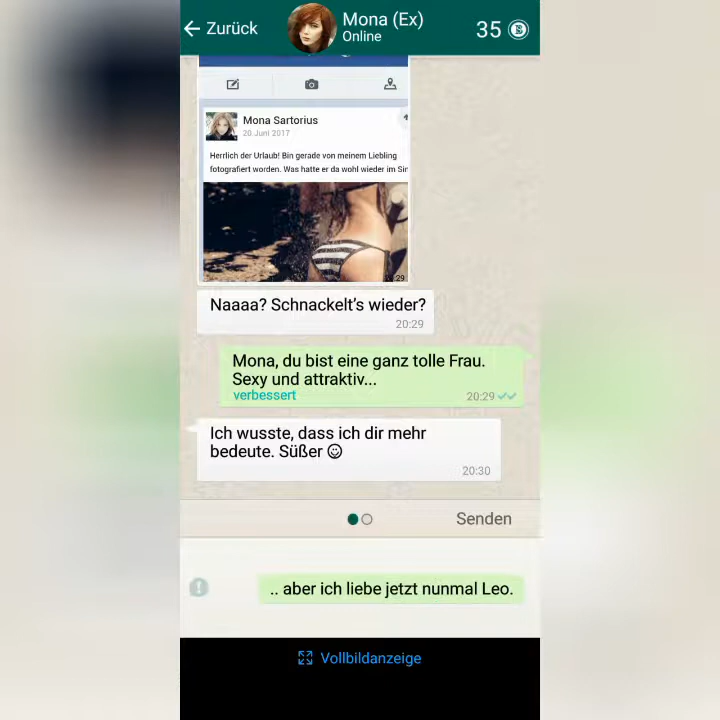 Zurück
Mona (Ex)
Online
35
Mona Sartorius
20.Juni 2017
Herrlich der Urlaub! Bin gerade von meinem Liebling
fotografiert worden. Was hatte er da wohl wieder im
Naaaa? Schnackelt's wieder?
20:29
Mona, du bist eine ganz tolle Frau.
Sexy und attraktiv...
verbessert
20:29
Ich wusste, dass ich dir mehr
bedeute. Süßer
20:30
Senden
.. aber ich liebe jetzt nunmal Leo.
Vollbildanzeige